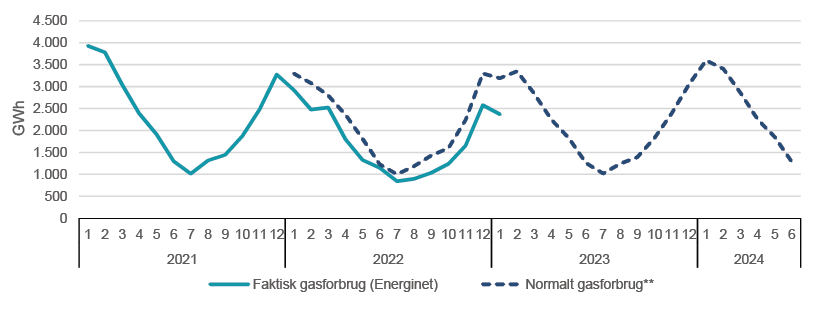 4.500
4.000
3.500
3.000
2.500
2.000
1.500
1.000
500
0
GWh
1 2 3 4 5 6 7 8 9 10 11 12 1 2 3 4 5 6 7 8 9 10 11 12 1 2 3 4 5 6 7 8 9 10 11 12 1 2 3 4 5 6
2021 2022 2023 2024
Faktisk gasforbrug (Energinet) Normalt gasforbrug**